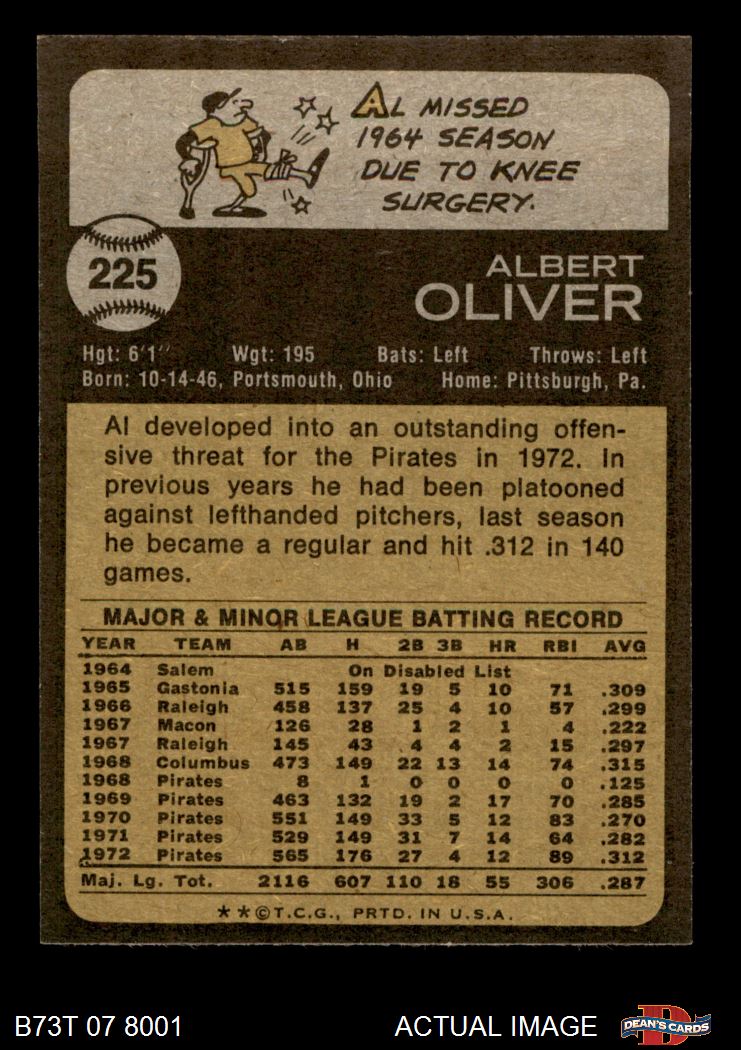 AL MISSED
1964 SEASON
DUE TO KNEE
SURGERY.
225
ALBERT
OLIVER
Hgt: 6'1" Wgt: 195 Bats: Left Throws: Left
Born: 10-14-46, Portsmouth, Ohio Home: Pittsburgh, Pa.
Al developed into an outstanding offen-
sive threat for the Pirates in 1972. In
previous years he had been platooned
against lefthanded pitchers, last season
he became a regular and hit .312 in 140
games.
MAJOR & MINOR LEAGUE BATTING RECORD
YEAR TEAM AB H 2B 3B HR RBI AVG
1964 Salem On Disabled List
1965 Gastonia 515 159 19 5 10 71 .309
1966 Raleigh 458 137 25 4 10 57 .299
1967 Macon 126 28 1 2 1 4 .222
1967 Raleigh 145 43 4 4 2 15 .297
1968 Columbus 473 149 22 13 14 74 .315
1968 Pirates 8 1 0 0 0 0 .125
1969 Pirates 463 132 19 2 17 70 .285
1970 Pirates 551 149 33 5 12 83 .270
1971 Pirates 529 149 31 7 14 64 .282
1972 Pirates 565 176 27 4 12 89 .312
Maj. Lg. Tot. 2116 607 110 18 55 306 .287
**©T.C.G., PRTD. IN U.S.A.
B73T 07 8001 ACTUAL IMAGE
D
DEAN'S CARDS